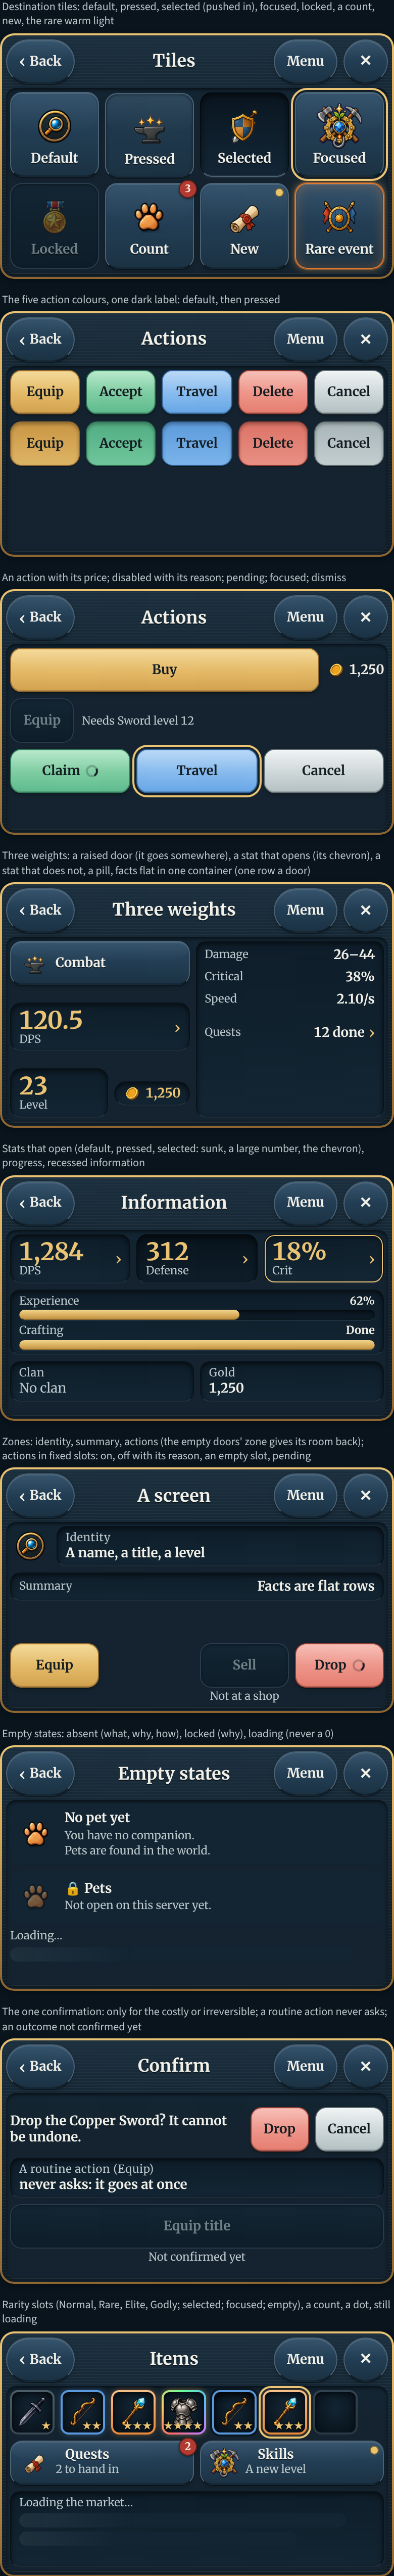 Destination tiles: default, pressed, selected (pushed in), focused, locked, a count,
new, the rare warm light
‹ Back
Tiles
Menu
✕
Default
Pressed
Selected
Focused
Locked
3
Count
New
Rare event
The five action colours, one dark label: default, then pressed
‹ Back
Actions
Menu
✕
Equip
Accept
Travel
Delete
Cancel
Equip
Accept
Travel
Delete
Cancel
An action with its price; disabled with its reason; pending; focused; dismiss
‹ Back
Actions
Menu
✕
Buy
1,250
Equip
Needs Sword level 12
Claim
Travel
Cancel
Three weights: a raised door (it goes somewhere), a stat that opens (its chevron), a
stat that does not, a pill, facts flat in one container (one row a door)
‹ Back
Three weights
Menu
✕
Combat
120.5 ›
DPS
23
Level
1,250
Damage 26–44
Critical 38%
Speed 2.10/s
Quests 12 done ›
Stats that open (default, pressed, selected: sunk, a large number, the chevron),
progress, recessed information
‹ Back
Information
Menu
✕
1,284 ›
DPS
312 ›
Defense
18% ›
Crit
Experience 62%
Crafting Done
Clan
No clan
Gold
1,250
Zones: identity, summary, actions (the empty doors' zone gives its room back);
actions in fixed slots: on, off with its reason, an empty slot, pending
‹ Back
A screen
Menu
✕
Identity
A name, a title, a level
Summary Facts are flat rows
Equip
Sell
Drop
Not at a shop
Empty states: absent (what, why, how), locked (why), loading (never a 0)
‹ Back
Empty states
Menu
✕
No pet yet
You have no companion.
Pets are found in the world.
🔒 Pets
Not open on this server yet.
Loading…
The one confirmation: only for the costly or irreversible; a routine action never asks;
an outcome not confirmed yet
‹ Back
Confirm
Menu
✕
Drop the Copper Sword? It cannot
be undone.
Drop
Cancel
A routine action (Equip)
never asks: it goes at once
Equip title
Not confirmed yet
Rarity slots (Normal, Rare, Elite, Godly; selected; focused; empty), a count, a dot, still
loading
‹ Back
Items
Menu
✕
★
★★
★★★
★★★★
★★
★★★
Quests
2 to hand in
2
Skills
A new level
Loading the market…